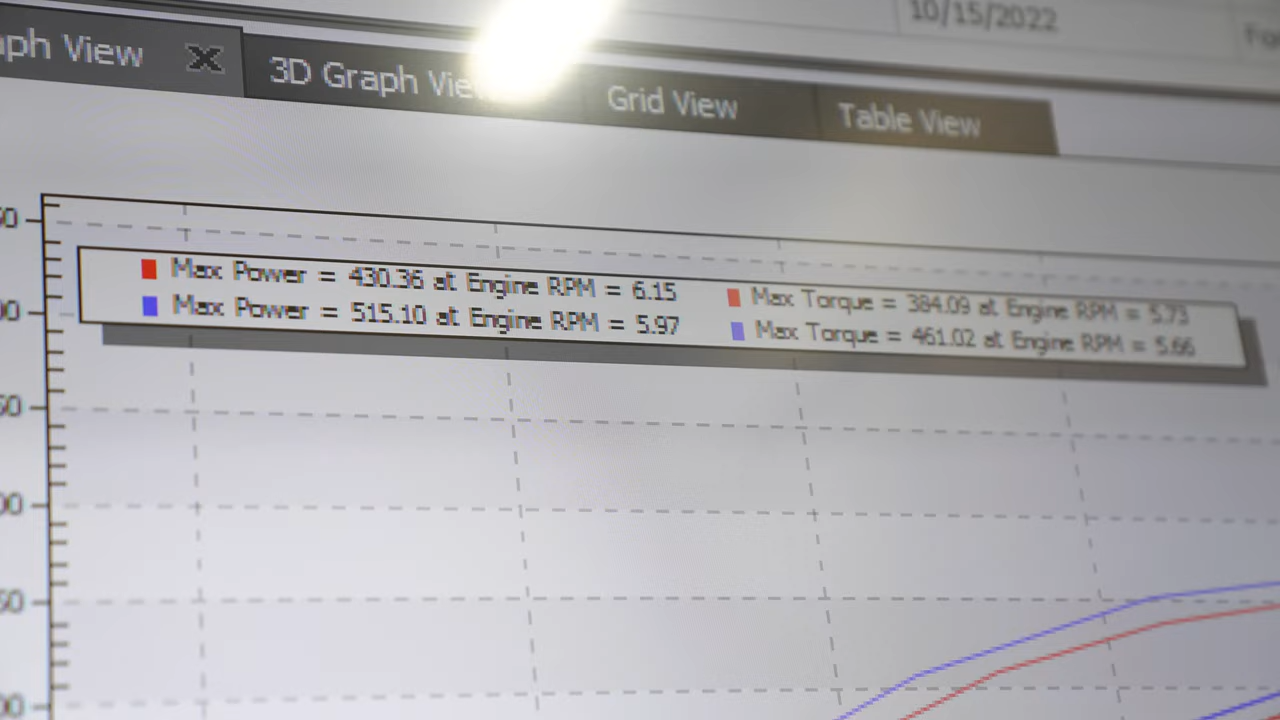 10/15/2022
ph View
3D Graph View
Grid View
Table View
Max Power = 430.36 at Engine RPM = 6.15
Max Torque = 384.09 at Engine RPM = 5.73
Max Power = 515.10 at Engine RPM = 5.97
Max Torque = 461.02 at Engine RPM = 5.66